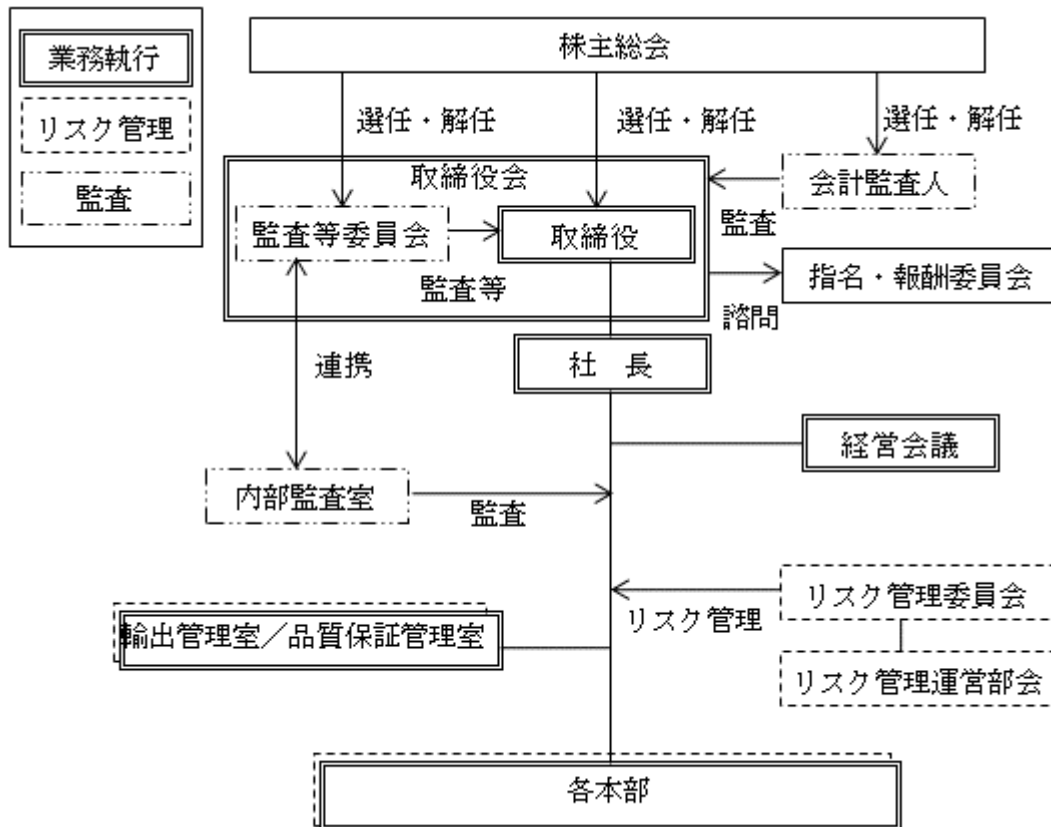 業務執行
リスク管理
監査
株主総会
選任・解任
選任・解任
選任・解任
取締役会
会計監査人
監査等委員会
取締役
監査
監査等
指名・報酬委員会
諮問
連携
社　長
経営会議
内部監査室
監査
リスク管理委員会
リスク管理
輸出管理室／品質保証管理室
リスク管理運営部会
各本部